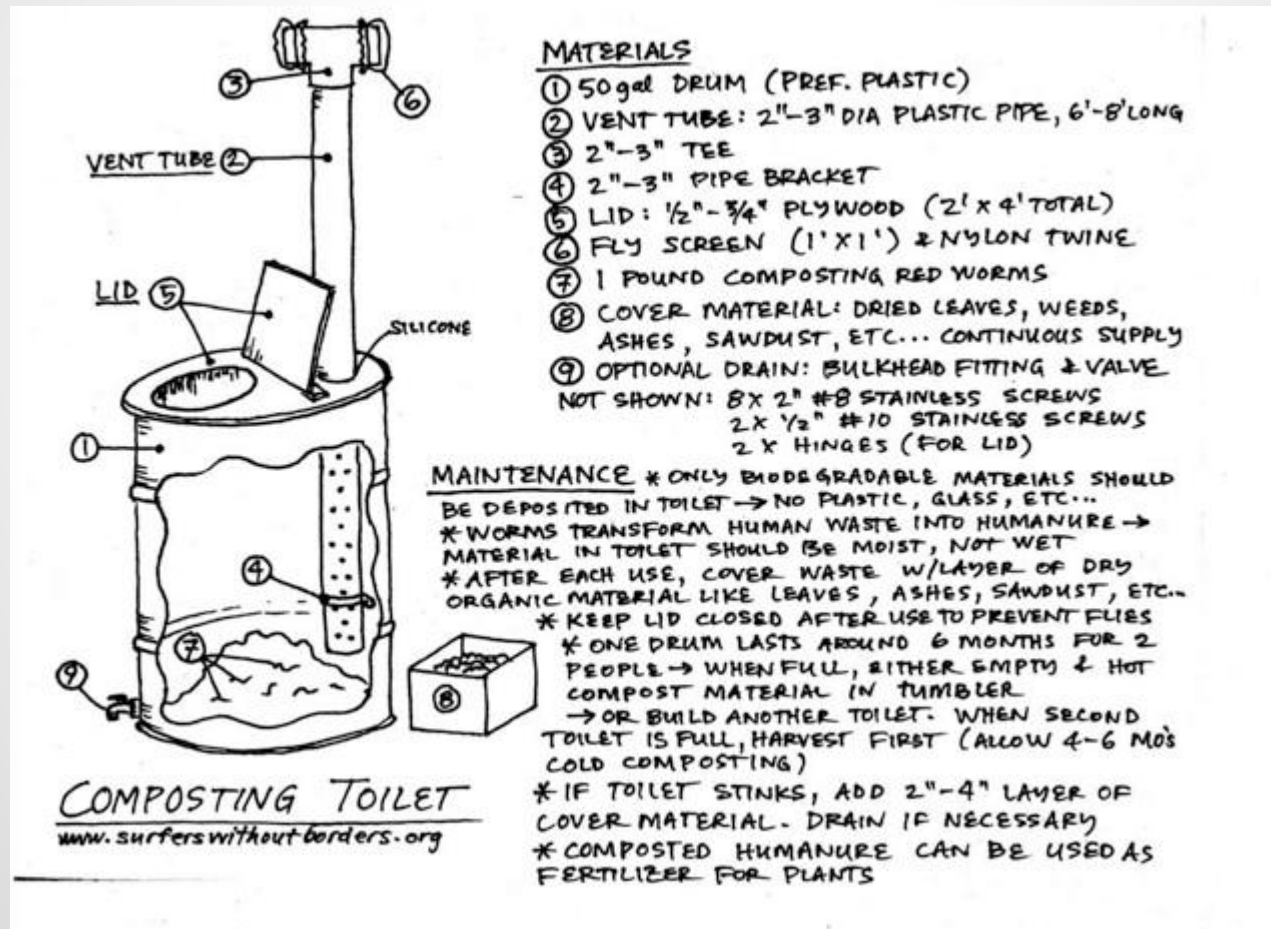 ③
⑥
VENT TUBE ②
LID ⑤
SILICONE
①
④
⑦
⑨
⑧
COMPOSTING TOILET
www.surferswithoutborders.org
MATERIALS
① 50 gal DRUM (PREF. PLASTIC)
② VENT TUBE: 2"-3" DIA PLASTIC PIPE, 6'-8' LONG
③ 2"-3" TEE
④ 2"-3" PIPE BRACKET
⑤ LID: ½"-¾" PLYWOOD (2' X 4' TOTAL)
⑥ FLY SCREEN (1'X1') & NYLON TWINE
⑦ 1 POUND COMPOSTING RED WORMS
⑧ COVER MATERIAL: DRIED LEAVES, WEEDS,
ASHES, SAWDUST, ETC... CONTINUOUS SUPPLY
⑨ OPTIONAL DRAIN: BULKHEAD FITTING & VALVE
NOT SHOWN: 8 X 2" #8 STAINLESS SCREWS
2 X ½" #10 STAINLESS SCREWS
2 X HINGES (FOR LID)
MAINTENANCE * ONLY BIODEGRADABLE MATERIALS SHOULD
BE DEPOSITED IN TOILET → NO PLASTIC, GLASS, ETC...
* WORMS TRANSFORM HUMAN WASTE INTO HUMANURE →
MATERIAL IN TOILET SHOULD BE MOIST, NOT WET
* AFTER EACH USE, COVER WASTE W/LAYER OF DRY
ORGANIC MATERIAL LIKE LEAVES, ASHES, SAWDUST, ETC...
* KEEP LID CLOSED AFTER USE TO PREVENT FLIES
* ONE DRUM LASTS AROUND 6 MONTHS FOR 2
PEOPLE → WHEN FULL, EITHER EMPTY & HOT
COMPOST MATERIAL IN TUMBLER
→ OR BUILD ANOTHER TOILET. WHEN SECOND
TOILET IS FULL, HARVEST FIRST (ALLOW 4-6 MO'S
COLD COMPOSTING)
* IF TOILET STINKS, ADD 2"-4" LAYER OF
COVER MATERIAL. DRAIN IF NECESSARY
* COMPOSTED HUMANURE CAN BE USED AS
FERTILIZER FOR PLANTS